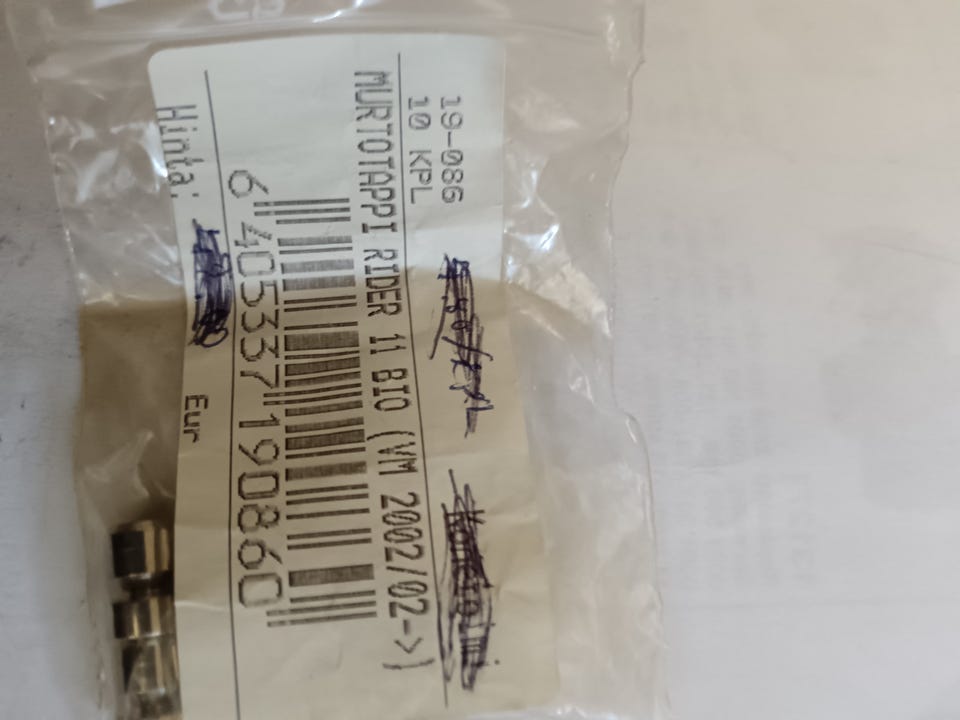 19-086
10 KPL
MURTOTAPPI RIDER 11 BIO (VM 2002/02->)
6 405337 190860
Hinta: Eur